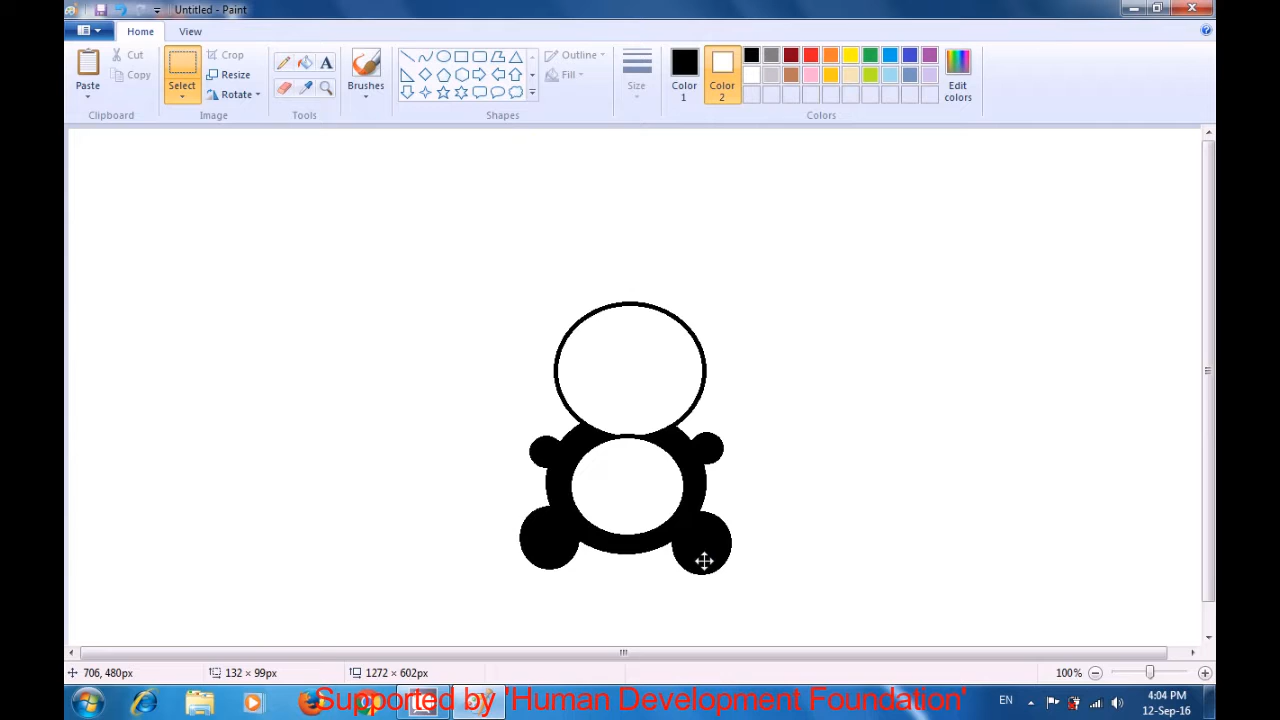 Untitled - Paint
Home
View
Paste
Cut
Copy
Clipboard
Select
Crop
Resize
Rotate
Image
A
Tools
Brushes
Outline
Fill
Shapes
Size
Color 1
Color 2
Edit colors
Colors
706, 480px
132 × 99px
1272 × 602px
100%
Supported by 'Human Development Foundation'
EN
4:04 PM
12-Sep-16